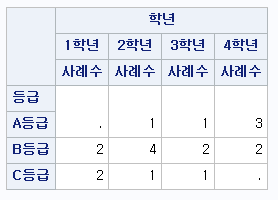 학년
1학년 2학년 3학년 4학년
사례수 사례수 사례수 사례수
등급
A등급 . 1 1 3
B등급 2 4 2 2
C등급 2 1 1 .